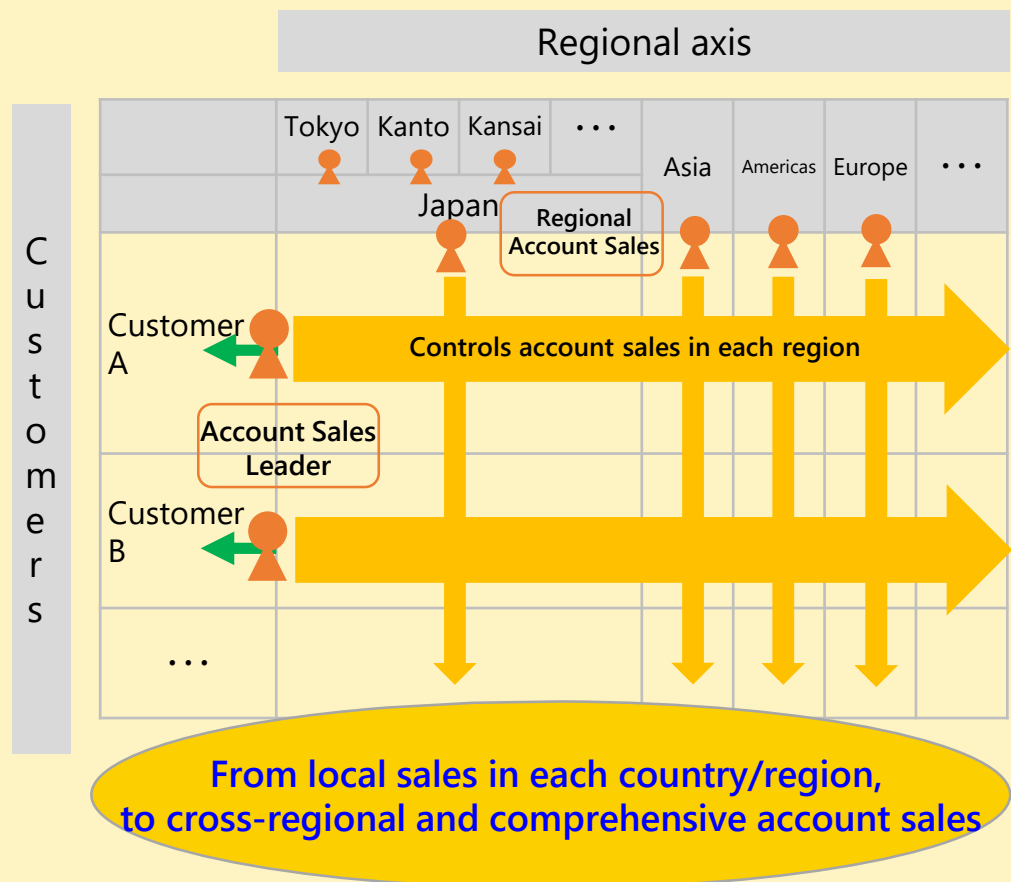 Regional axis
Customers
Tokyo
Kanto
Kansai
・・・
Asia
Americas
Europe
・・・
Japan
Regional
Account Sales
Customer
A
Controls account sales in each region
Account Sales
Leader
Customer
B
・・・
From local sales in each country/region,
to cross-regional and comprehensive account sales